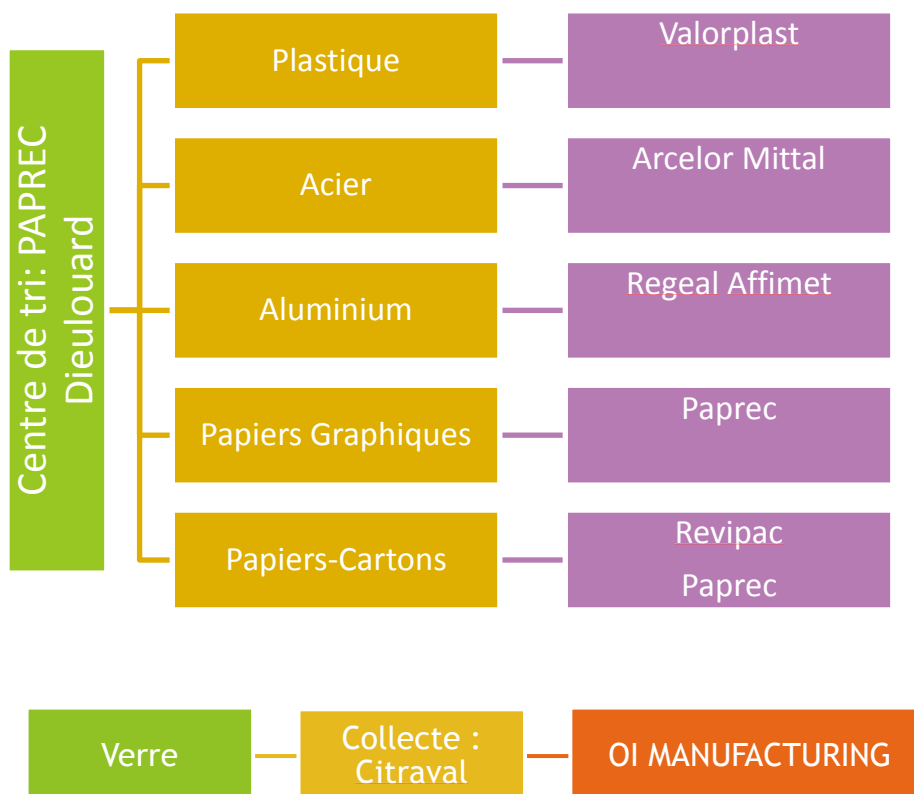 Centre de tri: PAPREC
Dieulouard
Plastique
Valorplast
Acier
Arcelor Mittal
Aluminium
Regeal Affimet
Papiers Graphiques
Paprec
Papiers-Cartons
Revipac
Paprec
Verre
Collecte :
Citraval
OI MANUFACTURING